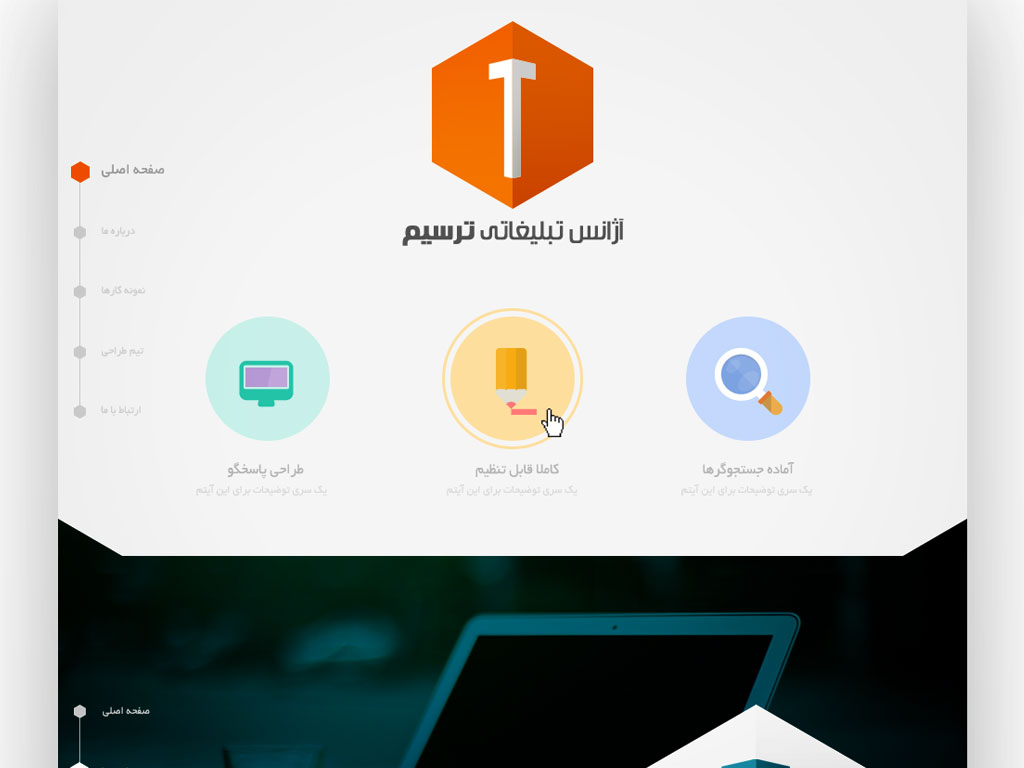 T
آژانس تبلیغاتی ترسیم
صفحه اصلی
درباره ما
نمونه کارها
تیم طراحی
ارتباط با ما
آماده جستجوگرها
یک سری توضیحات برای این آیتم
کاملا قابل تنظیم
یک سری توضیحات برای این آیتم
طراحی پاسخگو
یک سری توضیحات برای این آیتم
صفحه اصلی